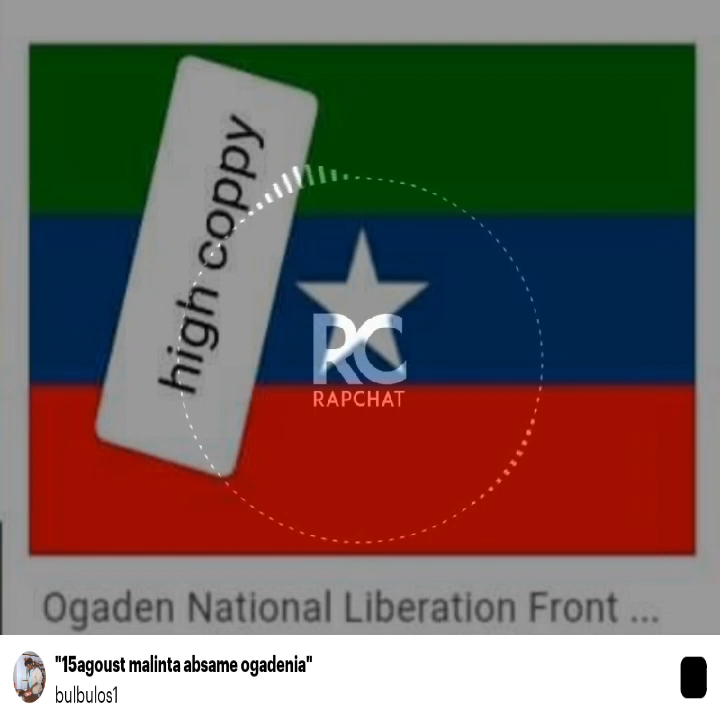 high coppy
RC
RAPCHAT
Ogaden National Liberation Front ...
"15agoust malinta absame ogadenia"
bulbulos1